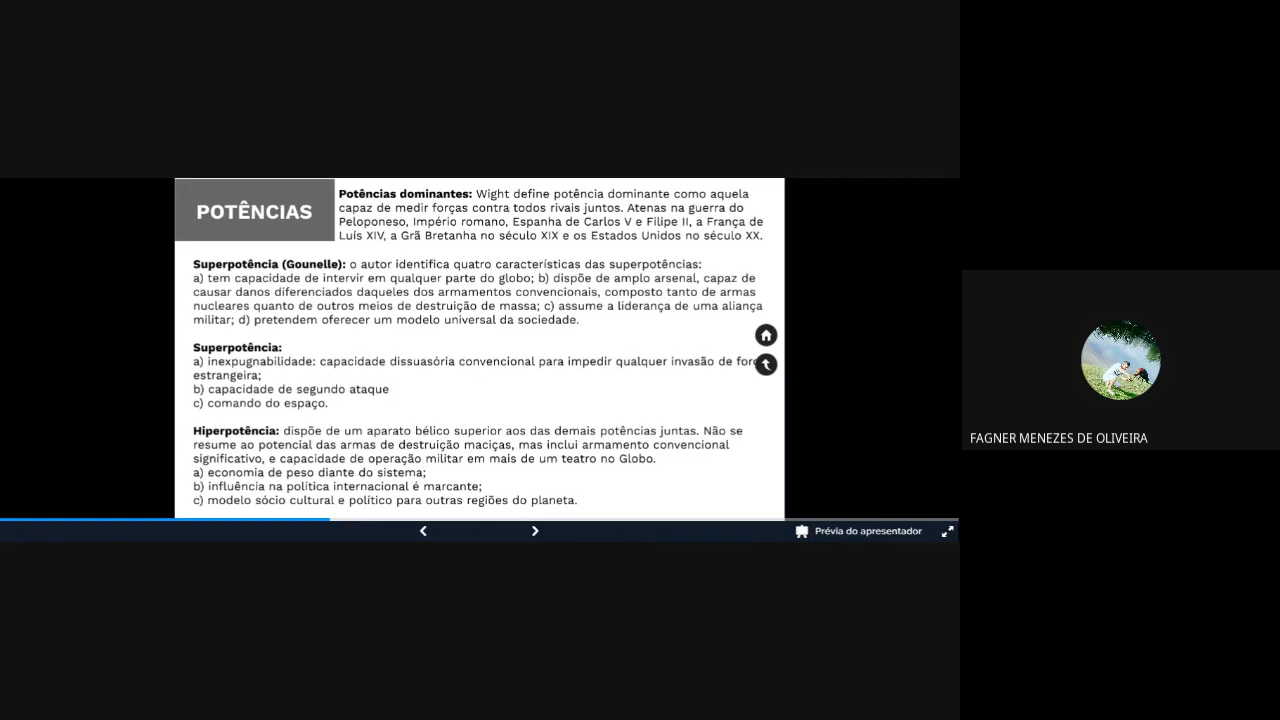 POTÊNCIAS
Potências dominantes: Wight define potência dominante como aquela
capaz de medir forças contra todos rivais juntos. Atenas na guerra do
Peloponeso, Império romano, Espanha de Carlos V e Filipe II, a França de
Luís XIV, a Grã Bretanha no século XIX e os Estados Unidos no século XX.
Superpotência (Gounelle): o autor identifica quatro características das superpotências:
a) tem capacidade de intervir em qualquer parte do globo; b) dispõe de amplo arsenal, capaz de
causar danos diferenciados daqueles dos armamentos convencionais, composto tanto de armas
nucleares quanto de outros meios de destruição de massa; c) assume a liderança de uma aliança
militar; d) pretendem oferecer um modelo universal da sociedade.
Superpotência:
a) inexpugnabilidade: capacidade dissuasória convencional para impedir qualquer invasão de
estrangeira;
b) capacidade de segundo ataque
c) comando do espaço.
Hiperpotência: dispõe de um aparato bélico superior aos das demais potências juntas. Não se
resume ao potencial das armas de destruição maciças, mas inclui armamento convencional
significativo, e capacidade de operação militar em mais de um teatro no Globo.
a) economia de peso diante do sistema;
b) influência na política internacional é marcante;
c) modelo sócio cultural e político para outras regiões do planeta.
Prévia do apresentador
FAGNER MENEZES DE OLIVEIRA